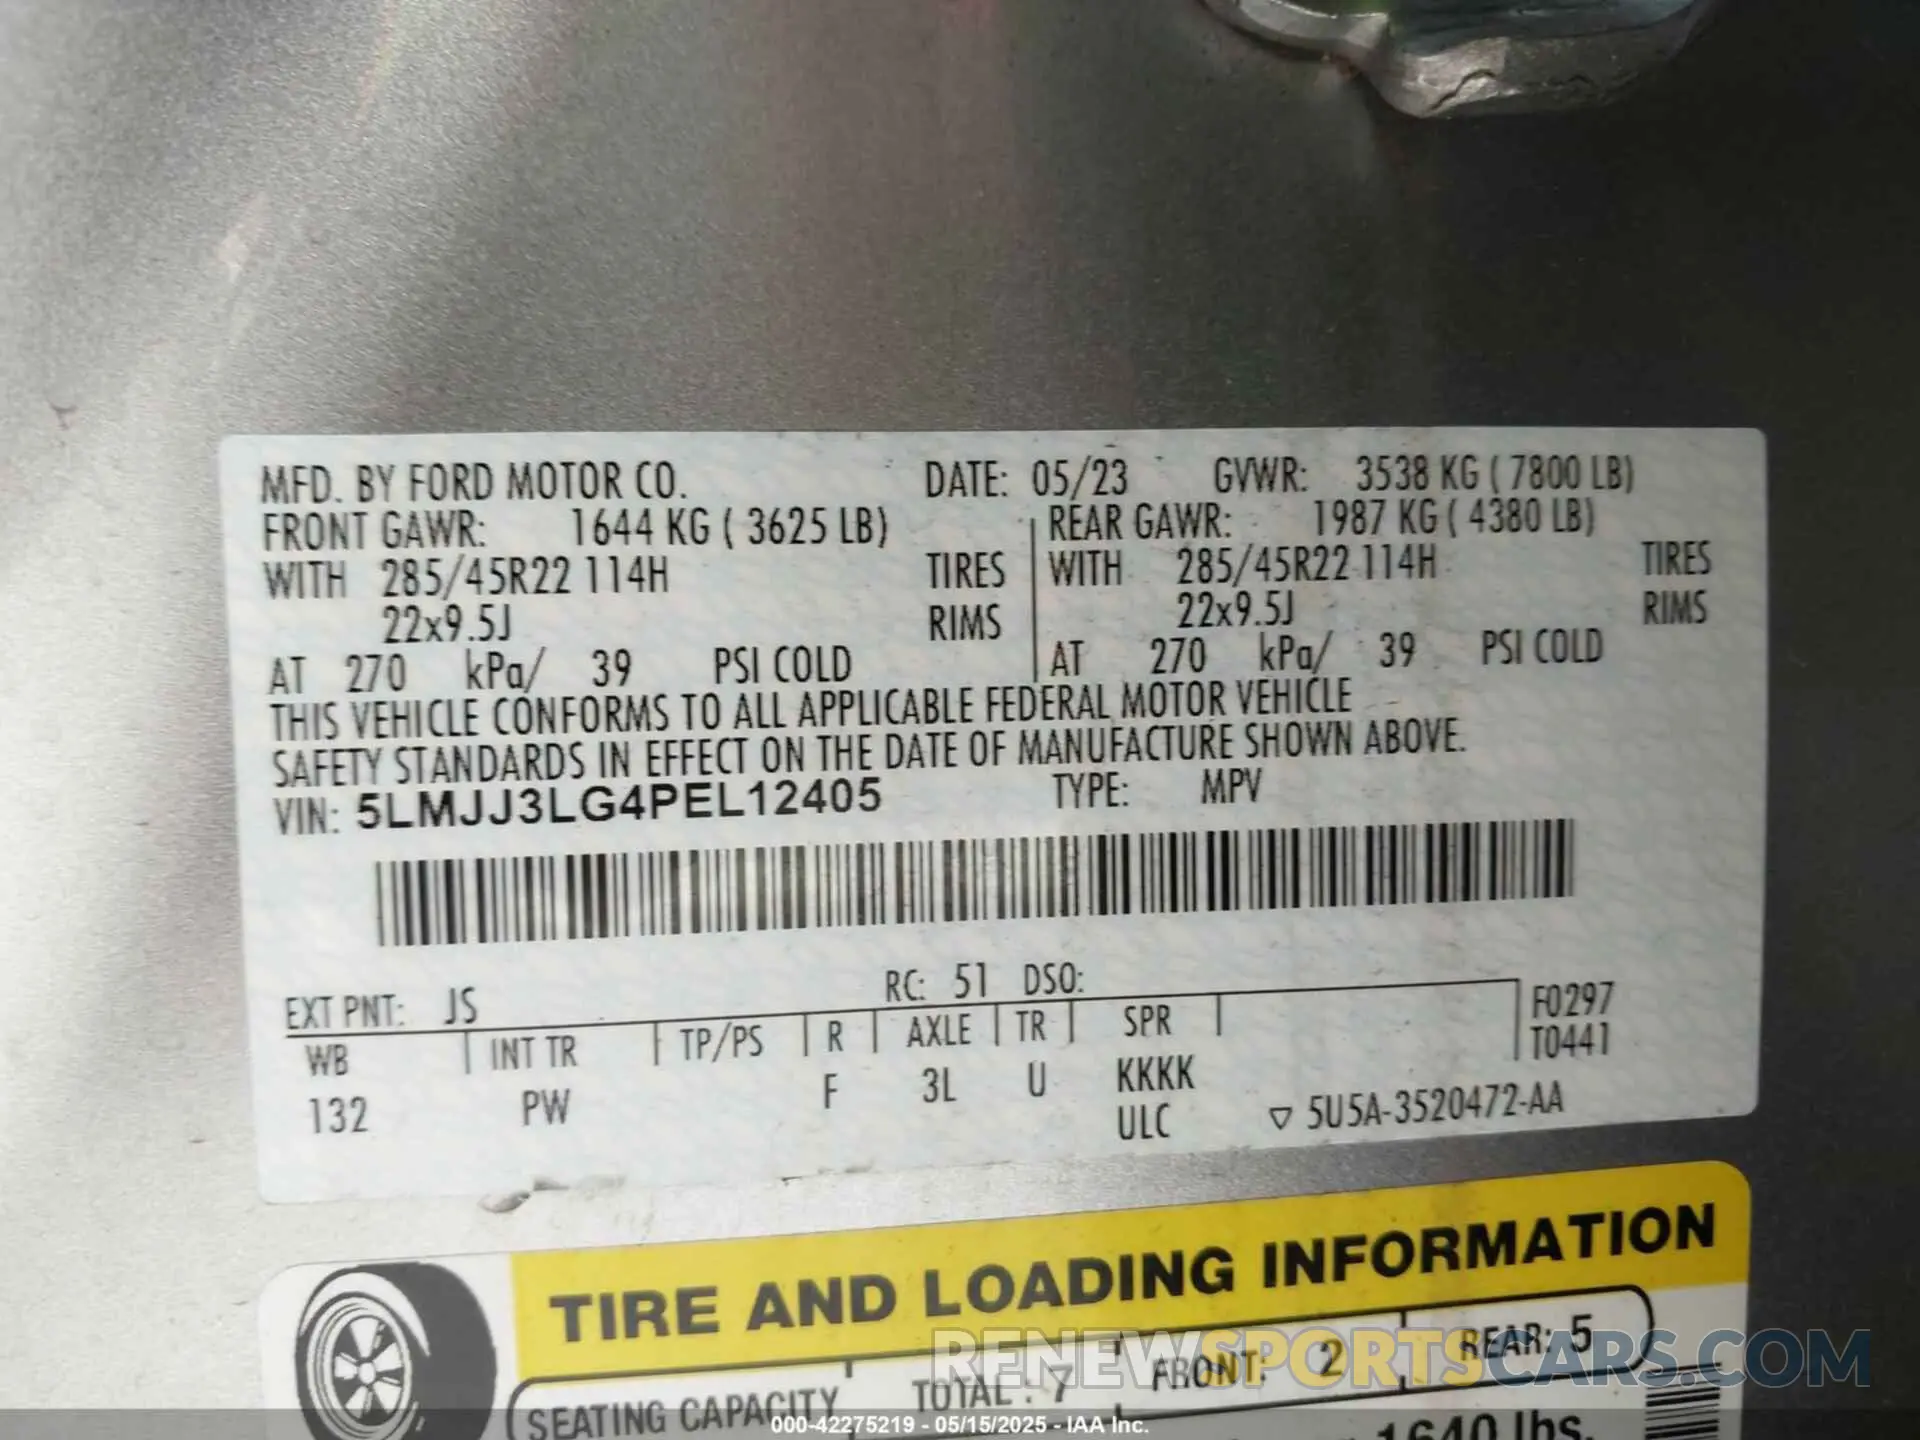 MFD. BY FORD MOTOR CO. DATE: 05/23 GVWR: 3538 KG ( 7800 LB)
FRONT GAWR: 1644 KG ( 3625 LB) REAR GAWR: 1987 KG ( 4380 LB)
WITH 285/45R22 114H TIRES WITH 285/45R22 114H TIRES
22x9.5J RIMS 22x9.5J RIMS
AT 270 kPa/ 39 PSI COLD AT 270 kPa/ 39 PSI COLD
THIS VEHICLE CONFORMS TO ALL APPLICABLE FEDERAL MOTOR VEHICLE
SAFETY STANDARDS IN EFFECT ON THE DATE OF MANUFACTURE SHOWN ABOVE.
VIN: 5LMJJ3LG4PEL12405 TYPE: MPV
EXT PNT: JS RC: 51 DSO:
WB INT TR TP/PS R AXLE TR SPR F0297
T0441
132 PW F 3L U KKKK
ULC ▽ 5U5A-3520472-AA
TIRE AND LOADING INFORMATION
SEATING CAPACITY TOTAL : 7 FRONT: 2 REAR: 5
1640 lbs.
RENEWSPORTSCARS.COM
000-42275219 - 05/15/2025 - IAA Inc.